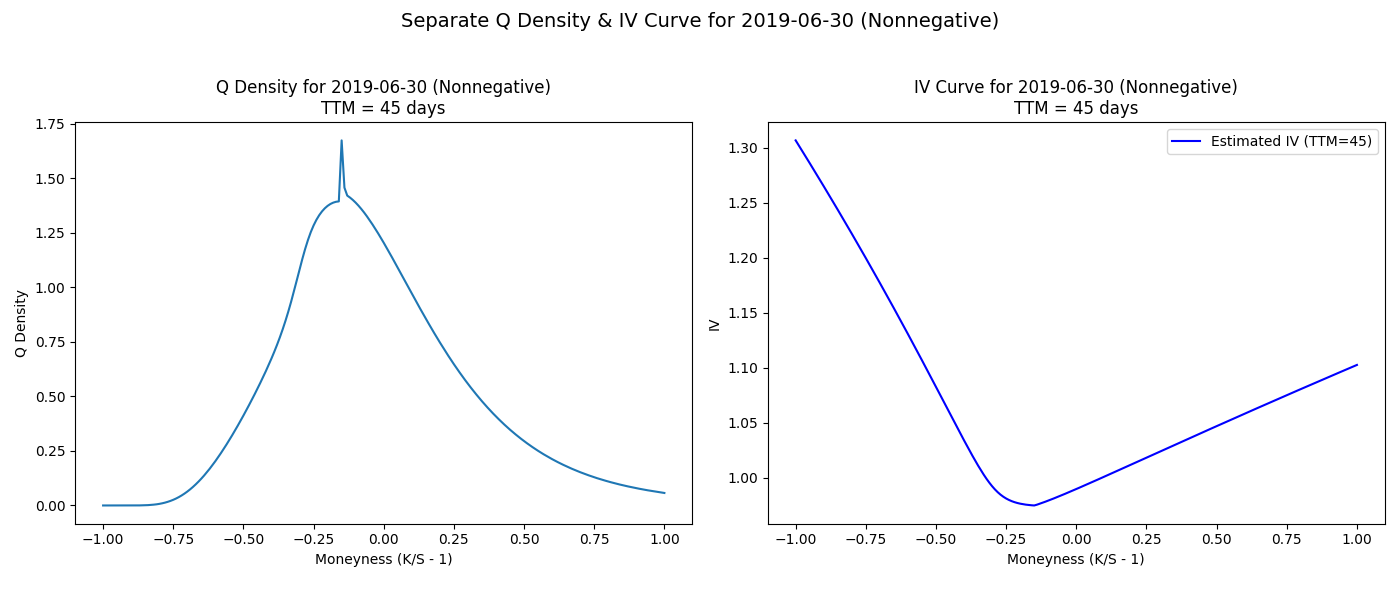 Separate Q Density & IV Curve for 2019-06-30 (Nonnegative)
Q Density for 2019-06-30 (Nonnegative)
TTM = 45 days
1.75
1.50
1.25
1.00
0.75
0.50
0.25
0.00
Q Density
−1.00 −0.75 −0.50 −0.25 0.00 0.25 0.50 0.75 1.00
Moneyness (K/S - 1)
IV Curve for 2019-06-30 (Nonnegative)
TTM = 45 days
Estimated IV (TTM=45)
1.30
1.25
1.20
1.15
1.10
1.05
1.00
IV
−1.00 −0.75 −0.50 −0.25 0.00 0.25 0.50 0.75 1.00
Moneyness (K/S - 1)